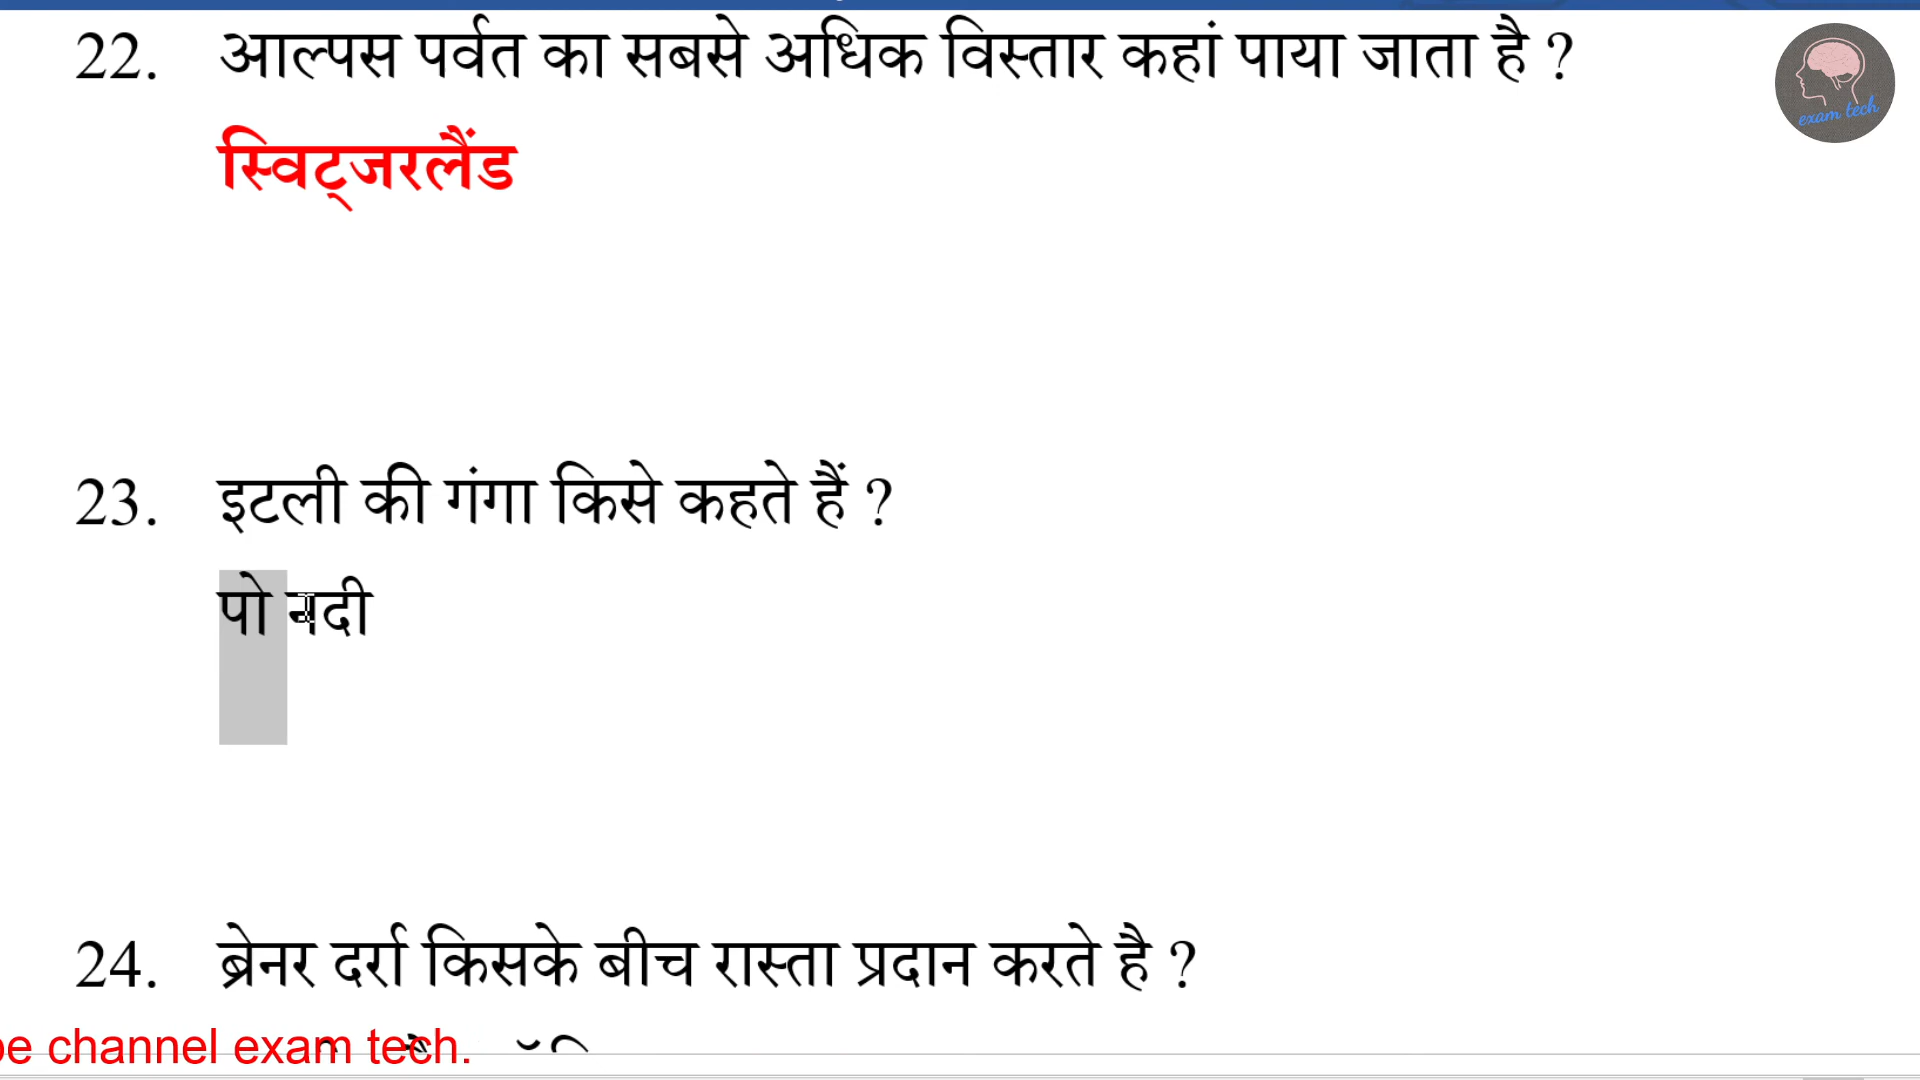 22. आल्पस पर्वत का सबसे अधिक विस्तार कहां पाया जाता है ?
exam tech
स्विट्जरलैंड
23. इटली की गंगा किसे कहते हैं ?
पो नदी
24. ब्रेनर दर्रा किसके बीच रास्ता प्रदान करते है ?
channel exam tech.